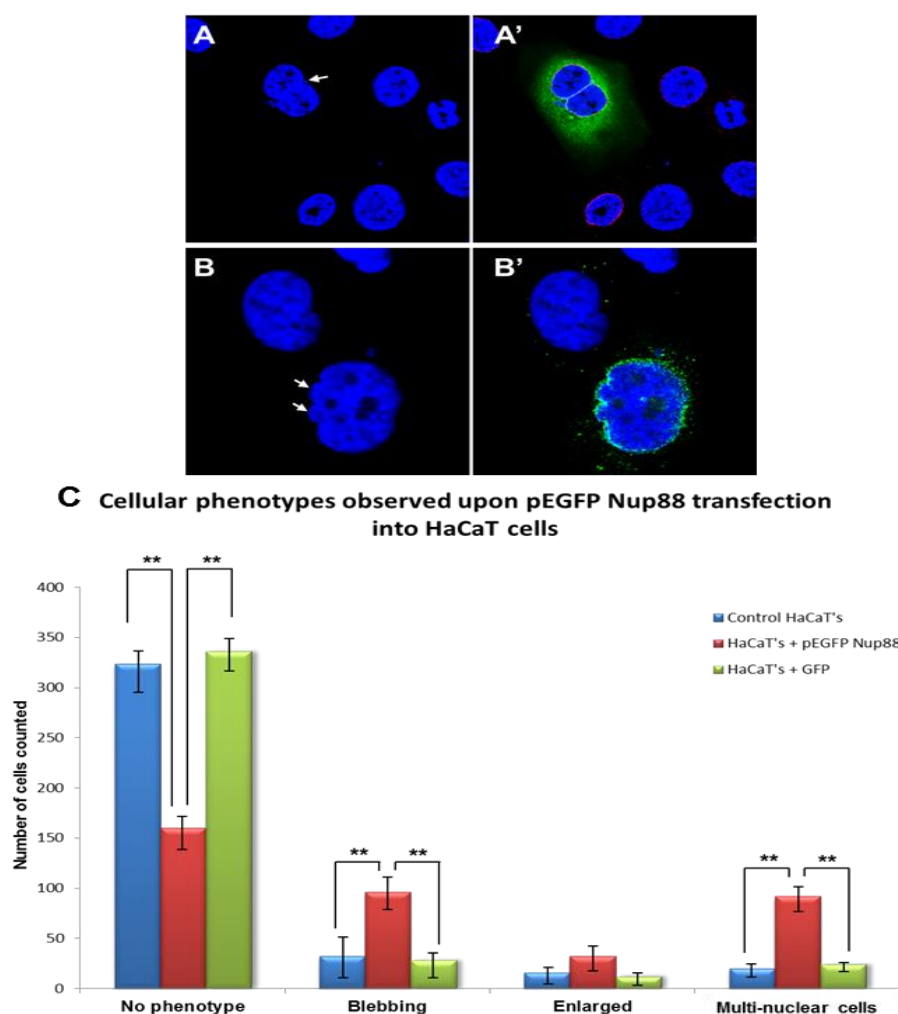 A
A'
B
B'
C Cellular phenotypes observed upon pEGFP Nup88 transfection
into HaCaT cells
** ** 
400
350
300
250
200
150
100
50
0
Number of cells counted
Control HaCaT's
HaCaT's + pEGFP Nup88
HaCaT's + GFP
** **
** **
No phenotype Blebbing Enlarged Multi-nuclear cells